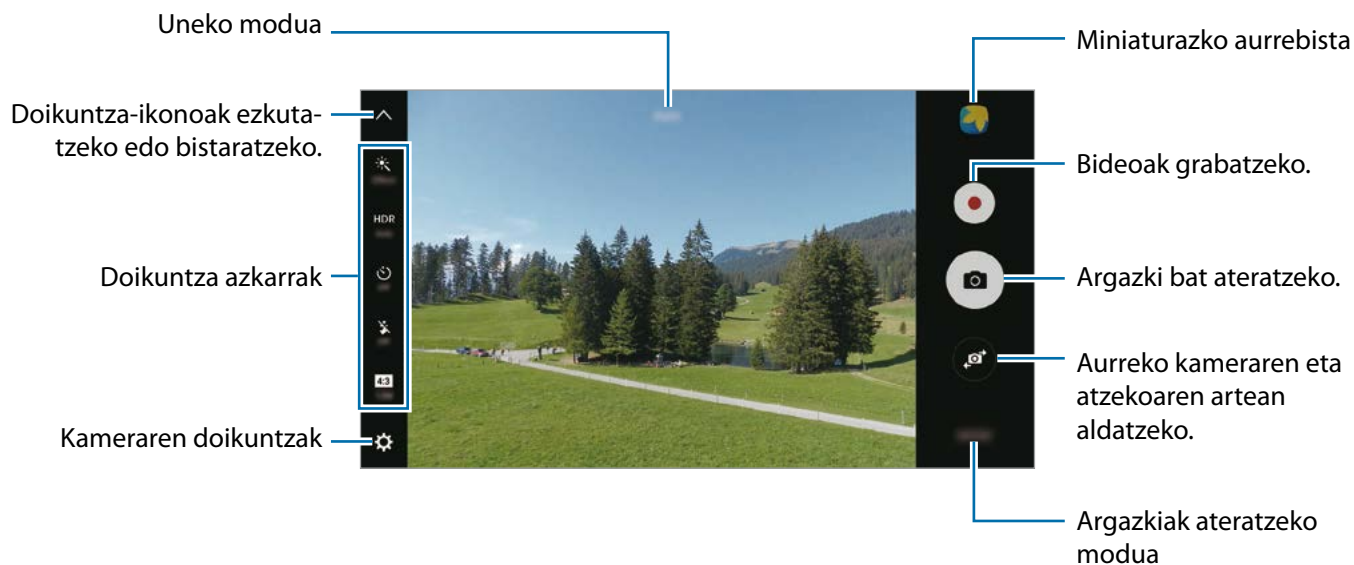 Uneko modua
Doikuntza-ikonoak ezkuta-
tzeko edo bistaratzeko.
Doikuntza azkarrak
Kameraren doikuntzak
HDR
4:3
Miniaturazko aurrebista
Bideoak grabatzeko.
Argazki bat ateratzeko.
Aurreko kameraren eta
atzekoaren artean
aldatzeko.
Argazkiak ateratzeko
modua